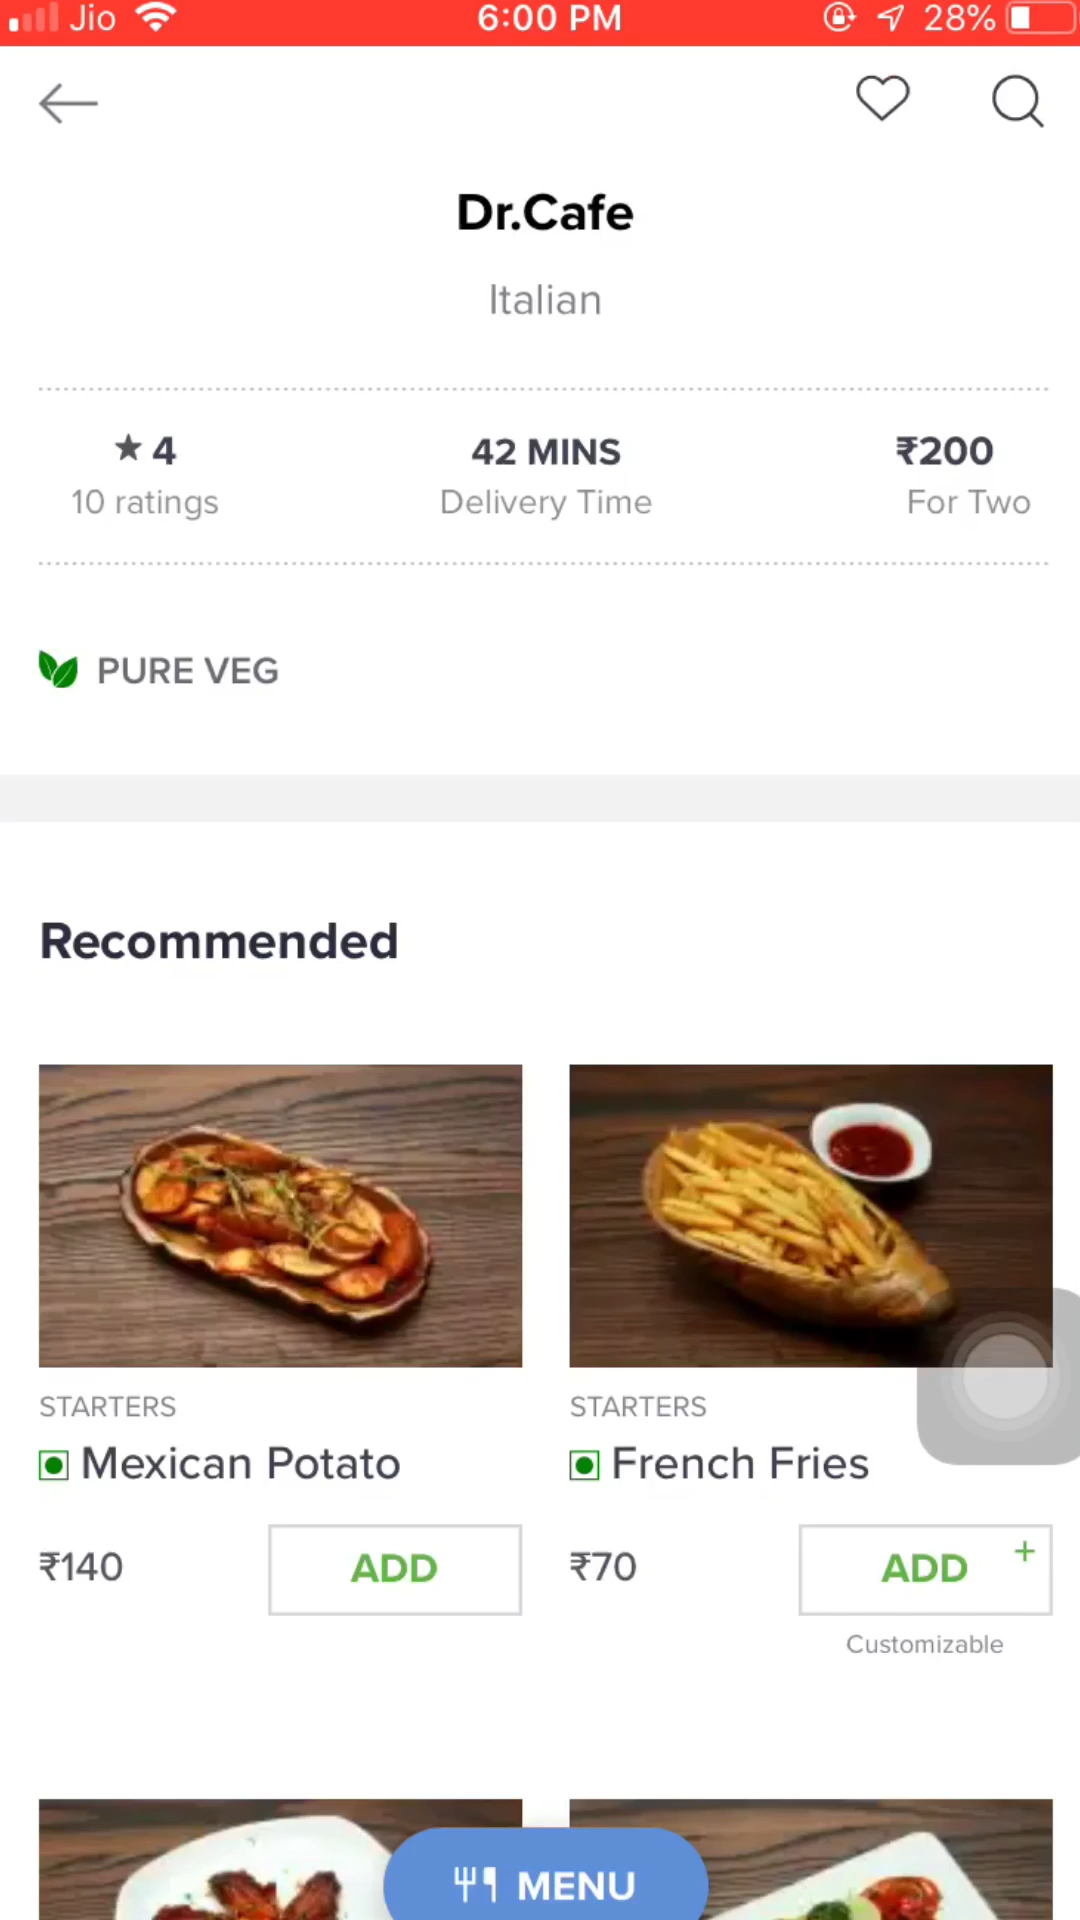 Jio 6:00 PM 28%
Dr.Cafe
Italian
★ 4 42 MINS ₹200
10 ratings Delivery Time For Two
PURE VEG
Recommended
STARTERS STARTERS
Mexican Potato French Fries
₹140 ADD ₹70 ADD +
Customizable
MENU